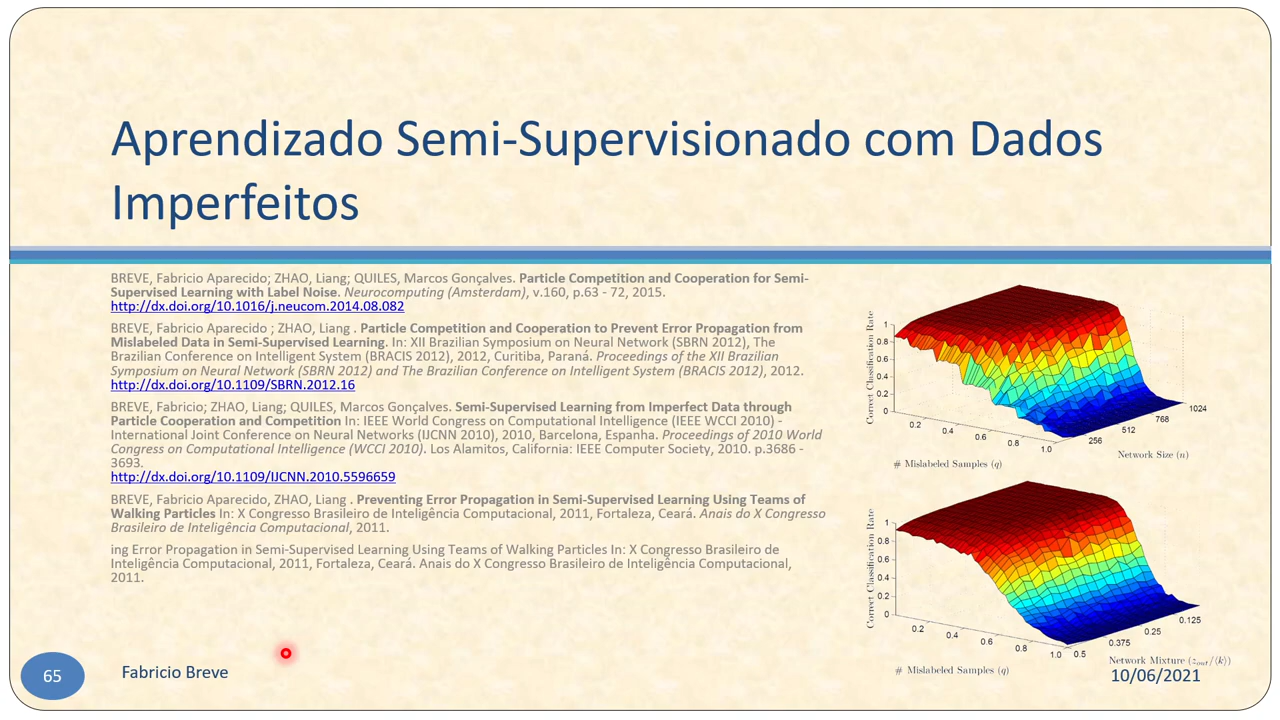 Aprendizado Semi-Supervisionado com Dados
Imperfeitos
BREVE, Fabricio Aparecido; ZHAO, Liang; QUILES, Marcos Gonçalves. Particle Competition and Cooperation for Semi-
Supervised Learning with Label Noise. Neurocomputing (Amsterdam), v.160, p.63 - 72, 2015.
http://dx.doi.org/10.1016/j.neucom.2014.08.082
BREVE, Fabricio Aparecido ; ZHAO, Liang . Particle Competition and Cooperation to Prevent Error Propagation from
Mislabeled Data in Semi-Supervised Learning. In: XII Brazilian Symposium on Neural Network (SBRN 2012), The
Brazilian Conference on Intelligent System (BRACIS 2012), 2012, Curitiba, Paraná. Proceedings of the XII Brazilian
Symposium on Neural Network (SBRN 2012) and The Brazilian Conference on Intelligent System (BRACIS 2012), 2012.
http://dx.doi.org/10.1109/SBRN.2012.16
BREVE, Fabricio; ZHAO, Liang; QUILES, Marcos Gonçalves. Semi-Supervised Learning from Imperfect Data through
Particle Cooperation and Competition In: IEEE World Congress on Computational Intelligence (IEEE WCCI 2010) -
International Joint Conference on Neural Networks (IJCNN 2010), 2010, Barcelona, Espanha. Proceedings of 2010 World
Congress on Computational Intelligence (WCCI 2010). Los Alamitos, California: IEEE Computer Society, 2010. p.3686 -
3693.
http://dx.doi.org/10.1109/IJCNN.2010.5596659
BREVE, Fabricio Aparecido, ZHAO, Liang . Preventing Error Propagation in Semi-Supervised Learning Using Teams of
Walking Particles In: X Congresso Brasileiro de Inteligência Computacional, 2011, Fortaleza, Ceará. Anais do X Congresso
Brasileiro de Inteligência Computacional, 2011.
ing Error Propagation in Semi-Supervised Learning Using Teams of Walking Particles In: X Congresso Brasileiro de
Inteligência Computacional, 2011, Fortaleza, Ceará. Anais do X Congresso Brasileiro de Inteligência Computacional,
2011.
Correct Classification Rate
1
0.8
0.6
0.4
0.2
0
0.2
0.4
0.6
0.8
1.0
256
512
768
1024
# Mislabeled Samples (q)
Network Size (n)
Correct Classification Rate
1
0.8
0.6
0.4
0.2
0
0.2
0.4
0.6
0.8
1.0
0.5
0.375
0.25
0.125
# Mislabeled Samples (q)
Network Mixture (z_out/⟨k⟩)
65
Fabricio Breve
10/06/2021